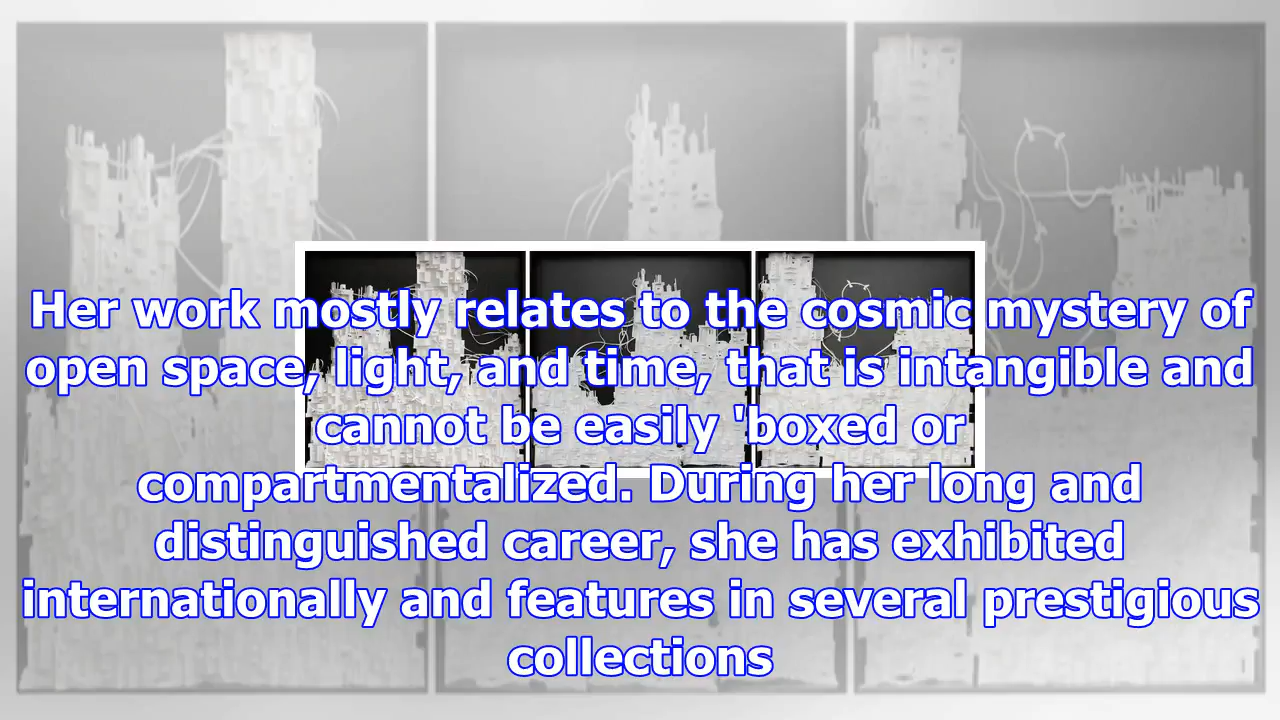 Her work mostly relates to the cosmic mystery of
open space, light, and time, that is intangible and
cannot be easily 'boxed or
compartmentalized. During her long and
distinguished career, she has exhibited
internationally and features in several prestigious
collections